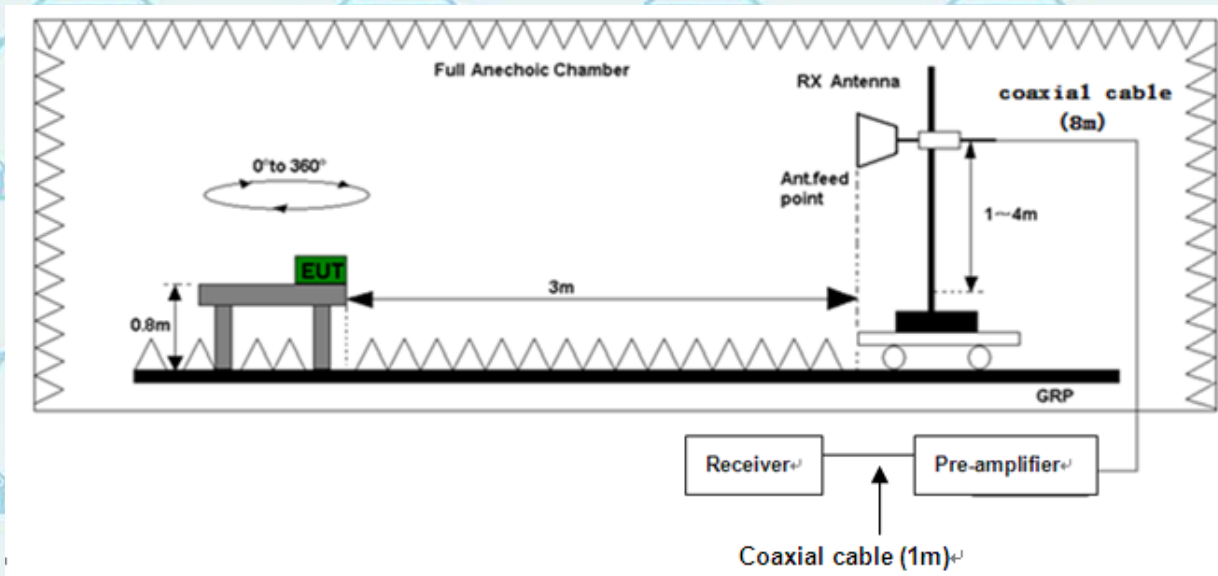 Full Anechoic Chamber
RX Antenna
coaxial cable
(8m)
0°to 360°
Ant.feed
point
1～4m
EUT
3m
0.8m
GRP
Receiver↵
Pre-amplifier↵
Coaxial cable (1m)↵